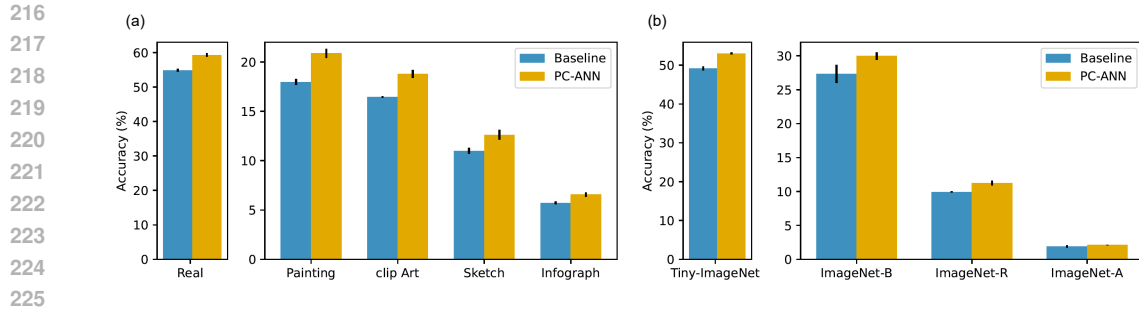 216
217
218
219
220
221
222
223
224
225
(a)
Accuracy (%)
60
50
40
30
20
10
0
Real
20
15
10
5
0
Painting
clip Art
Sketch
Infograph
Baseline
PC-ANN
(b)
Accuracy (%)
50
40
30
20
10
0
Tiny-ImageNet
30
25
20
15
10
5
0
ImageNet-B
ImageNet-R
ImageNet-A
Baseline
PC-ANN